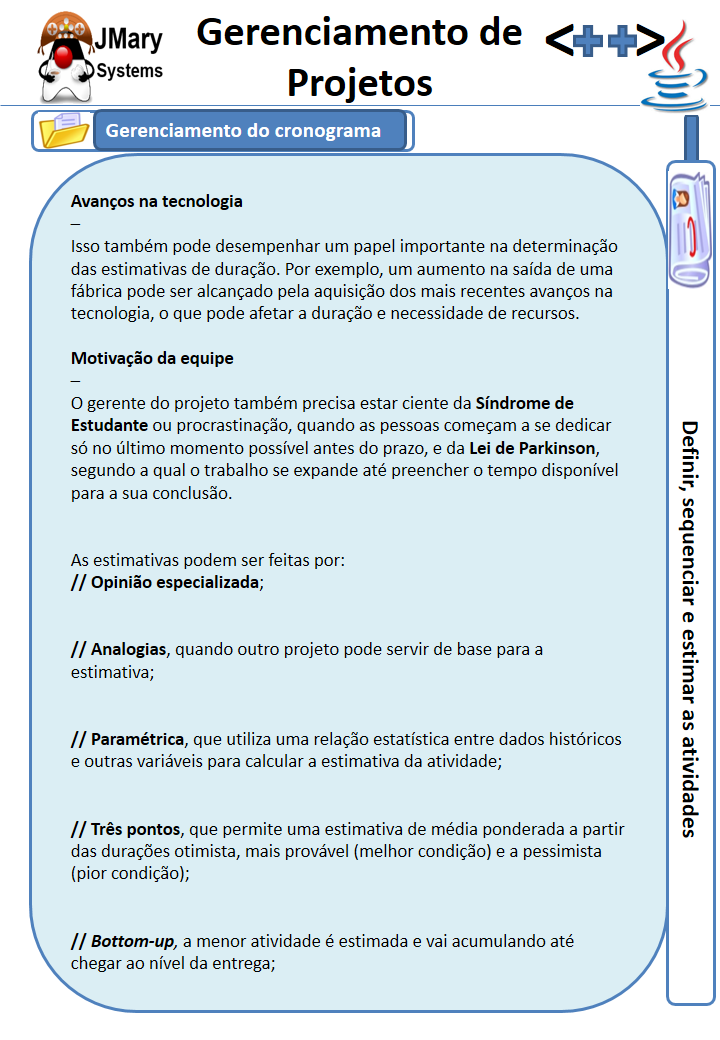 JMary
Systems
Gerenciamento de
Projetos
<++>
Gerenciamento do cronograma
Avanços na tecnologia
–
Isso também pode desempenhar um papel importante na determinação
das estimativas de duração. Por exemplo, um aumento na saída de uma
fábrica pode ser alcançado pela aquisição dos mais recentes avanços na
tecnologia, o que pode afetar a duração e necessidade de recursos.
Motivação da equipe
–
O gerente do projeto também precisa estar ciente da Síndrome de
Estudante ou procrastinação, quando as pessoas começam a se dedicar
só no último momento possível antes do prazo, e da Lei de Parkinson,
segundo a qual o trabalho se expande até preencher o tempo disponível
para a sua conclusão.
As estimativas podem ser feitas por:
// Opinião especializada;
// Analogias, quando outro projeto pode servir de base para a
estimativa;
// Paramétrica, que utiliza uma relação estatística entre dados históricos
e outras variáveis para calcular a estimativa da atividade;
// Três pontos, que permite uma estimativa de média ponderada a partir
das durações otimista, mais provável (melhor condição) e a pessimista
(pior condição);
// Bottom-up, a menor atividade é estimada e vai acumulando até
chegar ao nível da entrega;
Definir, sequenciar e estimar as atividades